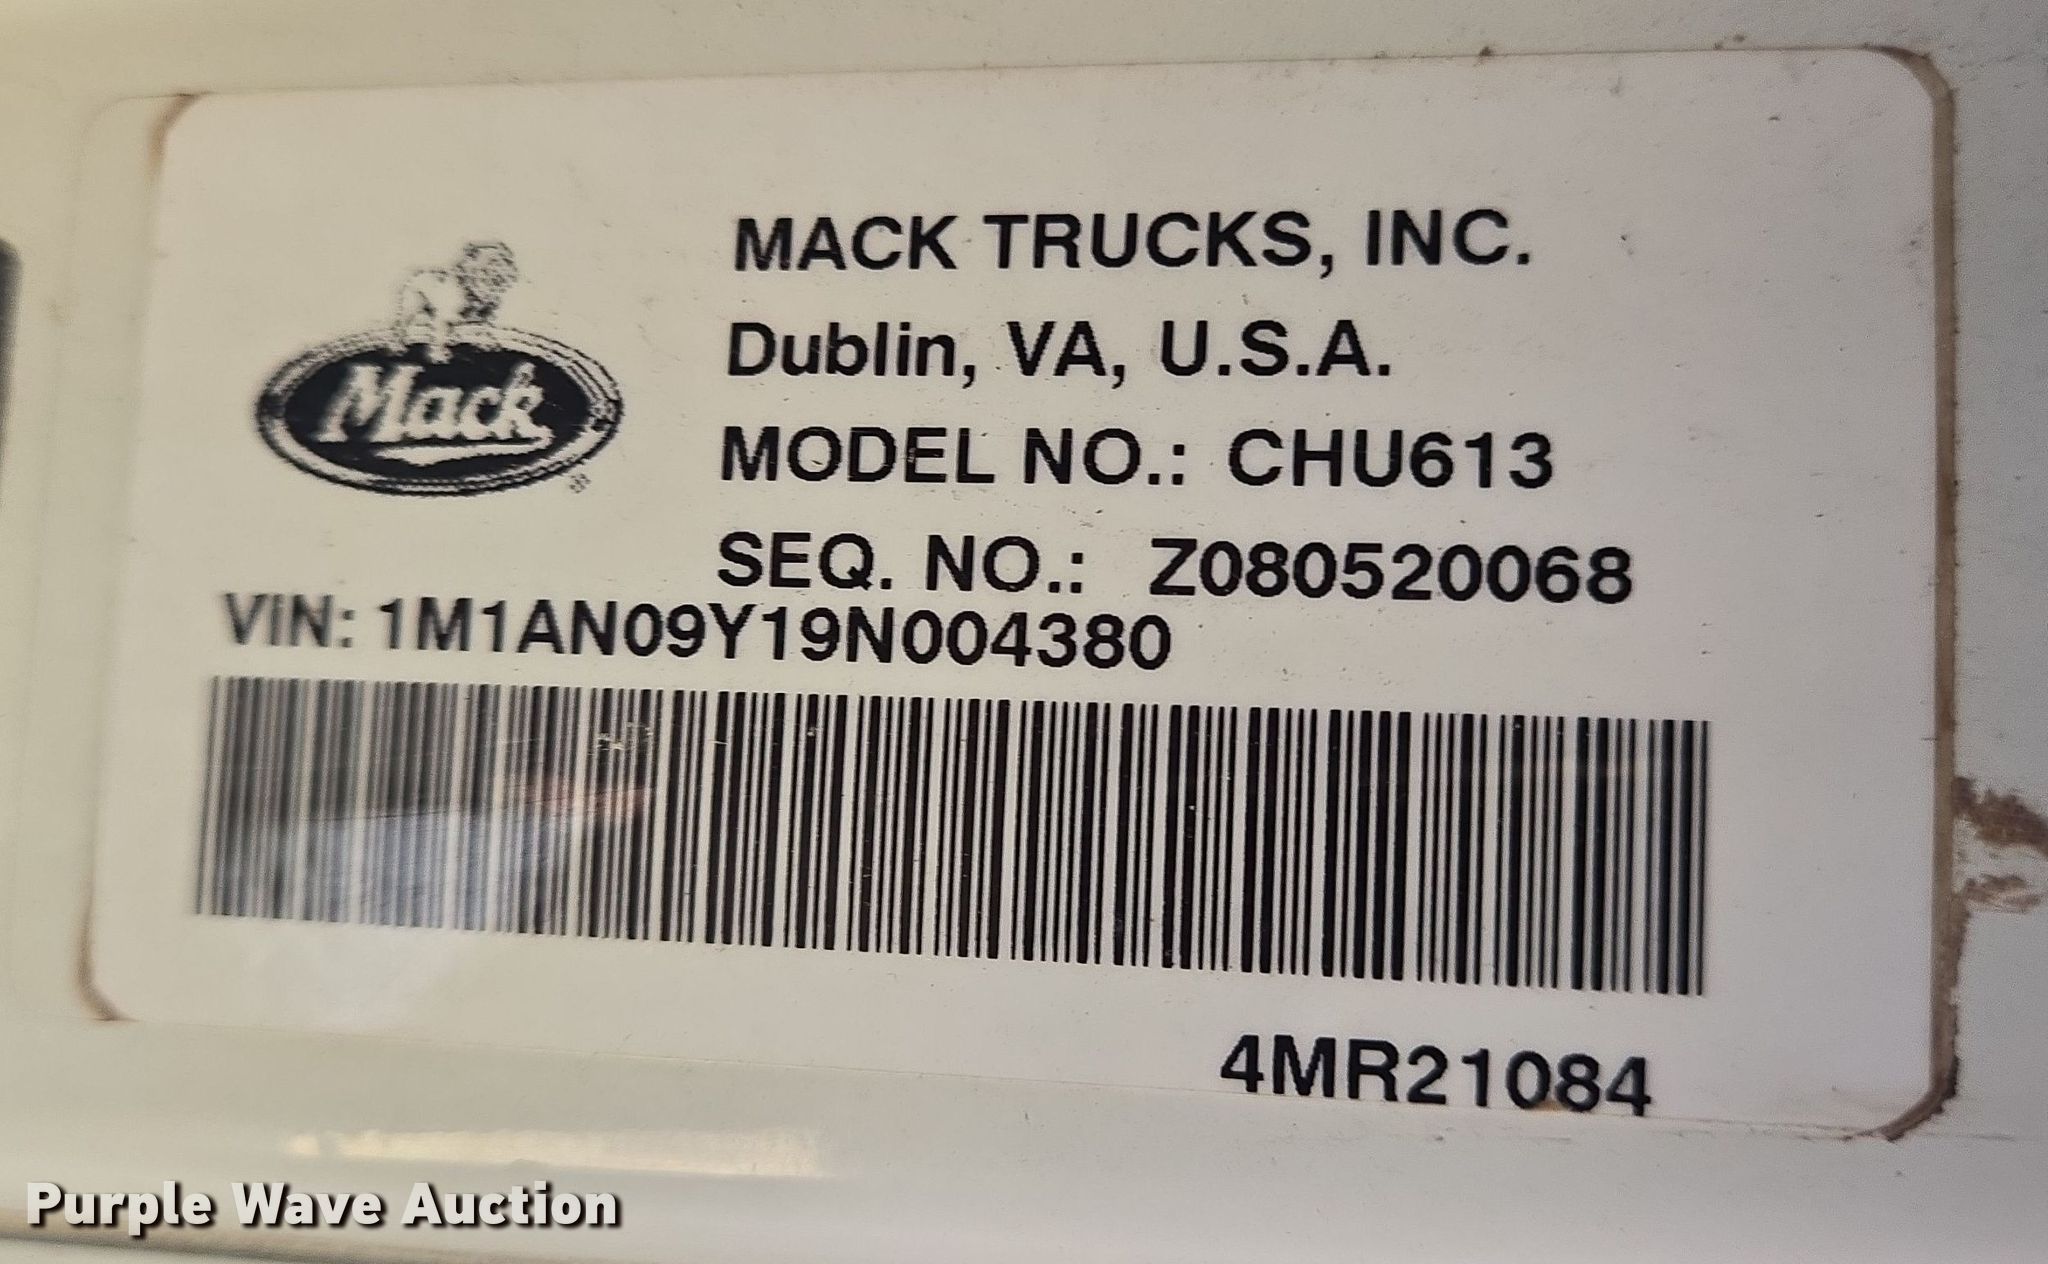 MACK TRUCKS, INC.
Dublin, VA, U.S.A.
Mack
®
MODEL NO.: CHU613
SEQ. NO.: Z080520068
VIN: 1M1AN09Y19N004380
4MR21084
Purple Wave Auction